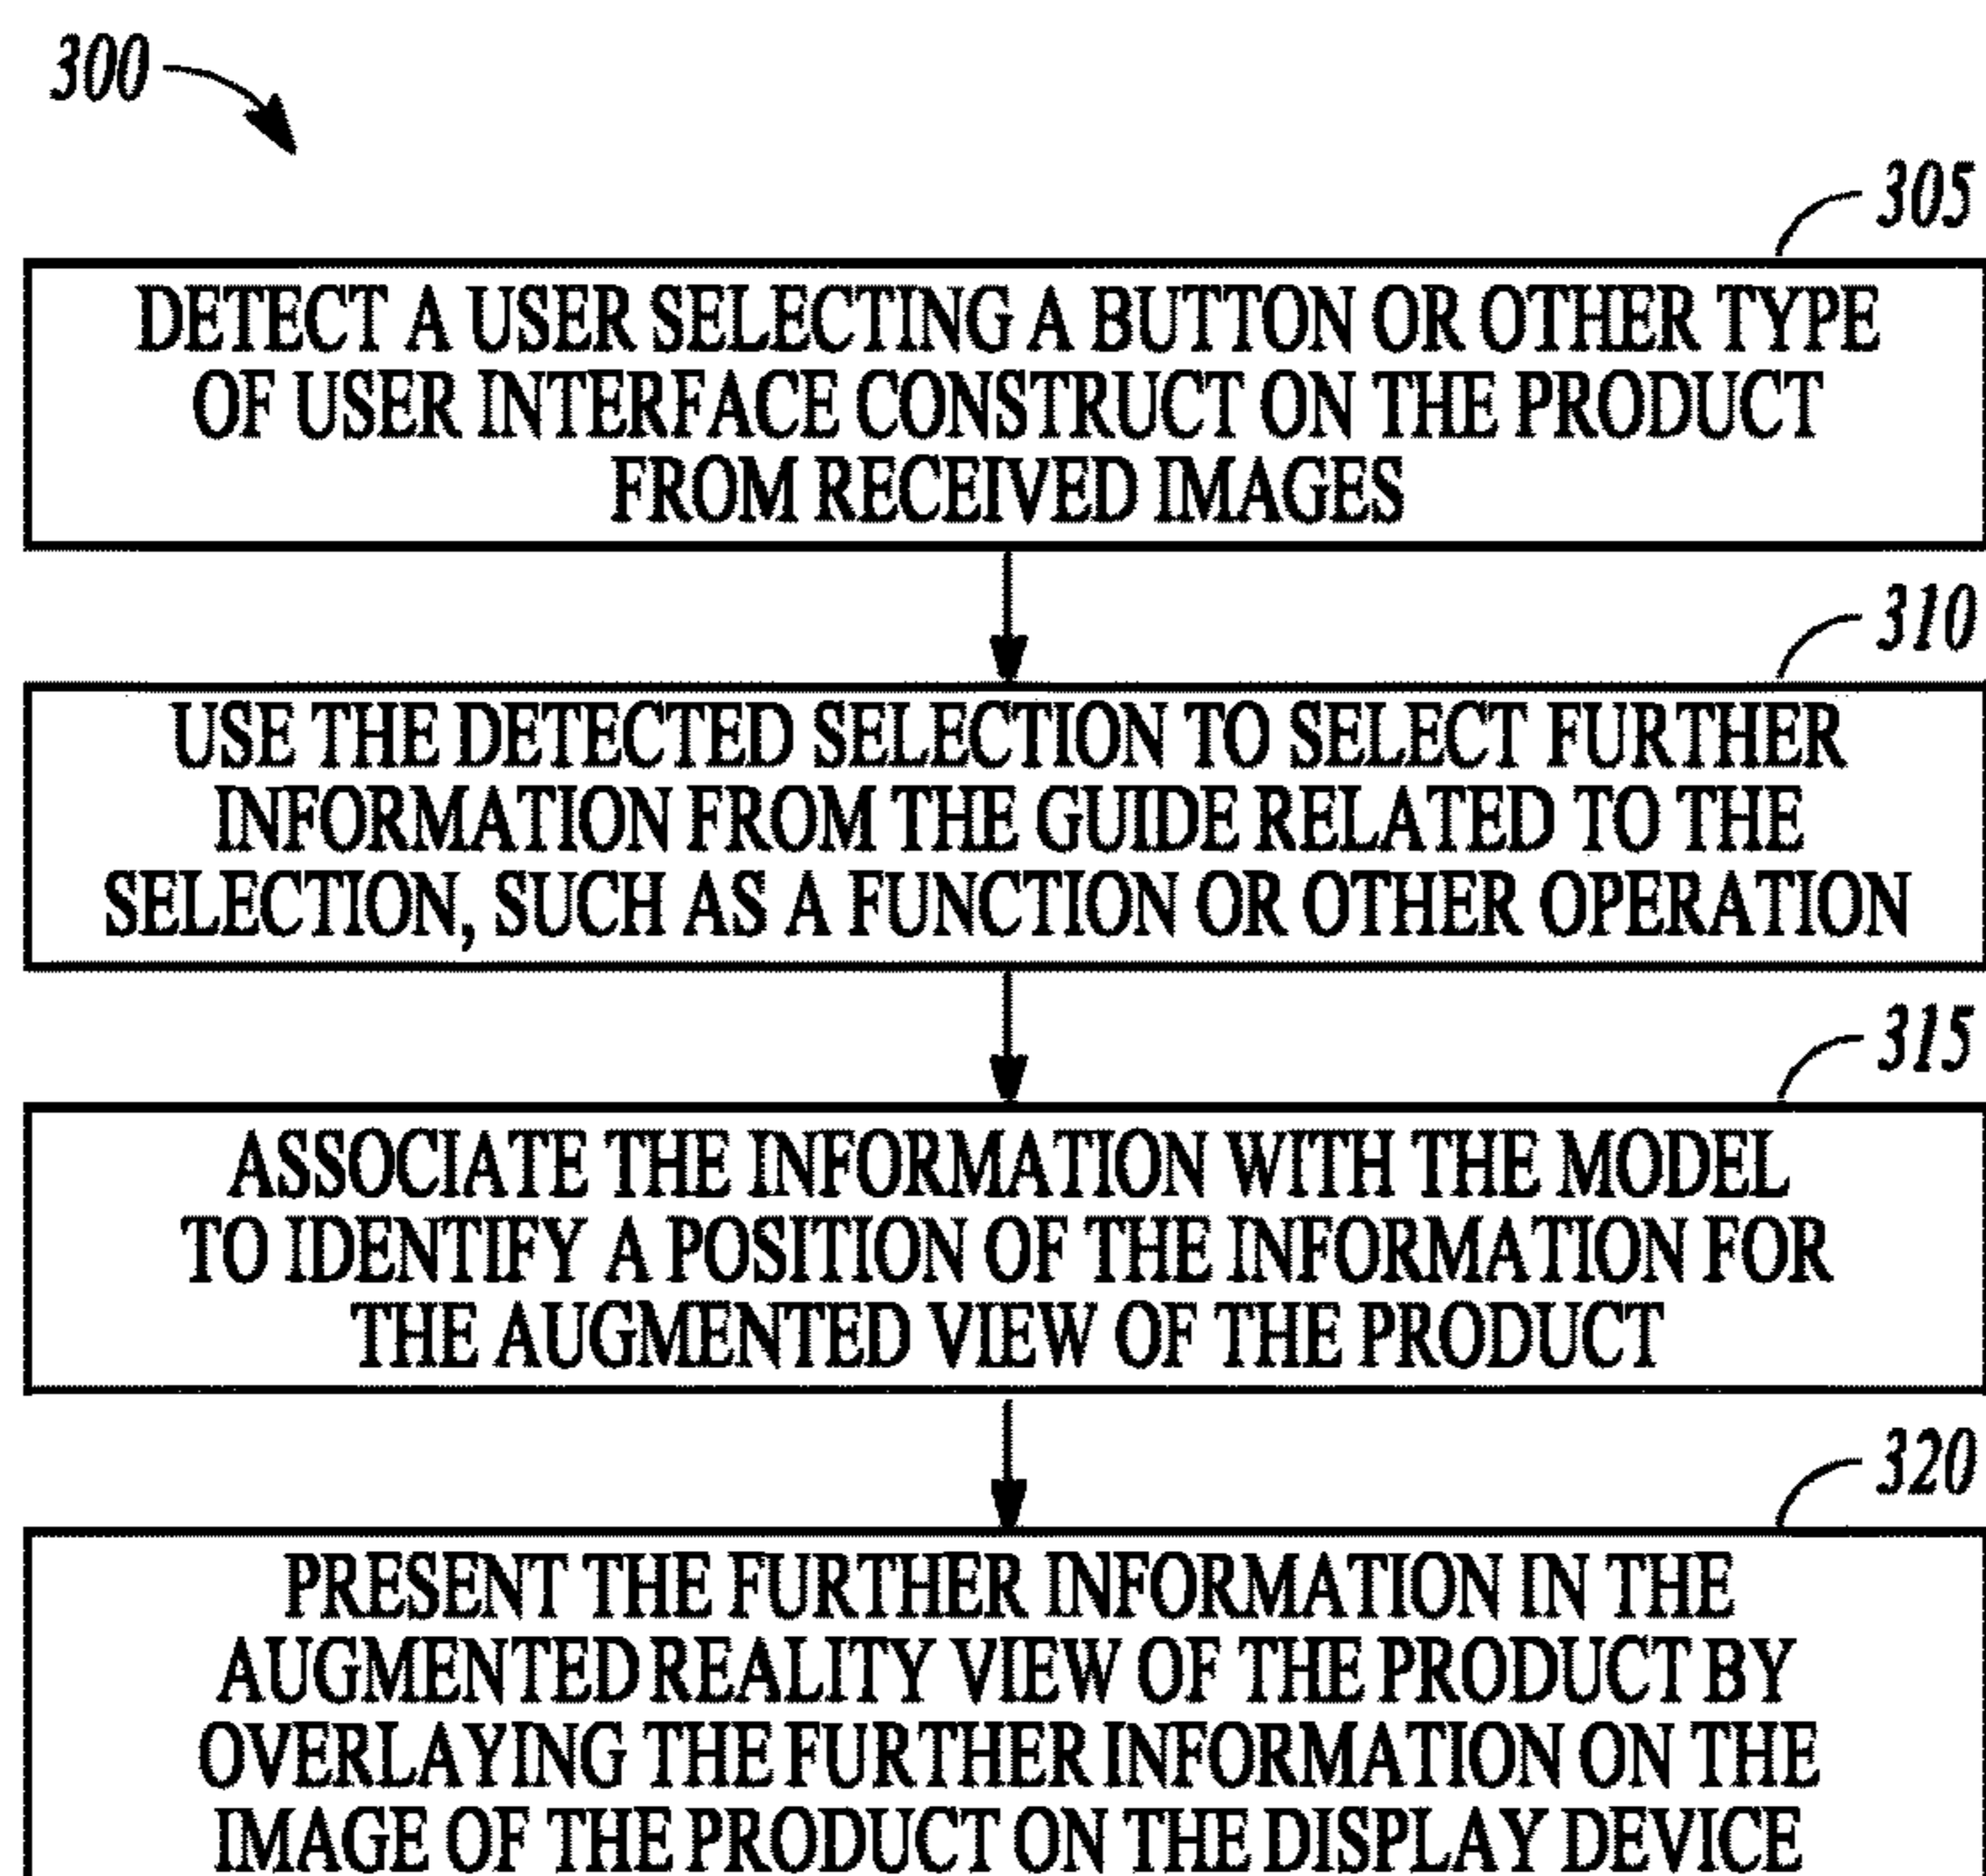 300
305
DETECT A USER SELECTING A BUTTON OR OTHER TYPE
OF USER INTERFACE CONSTRUCT ON THE PRODUCT
FROM RECEIVED IMAGES
310
USE THE DETECTED SELECTION TO SELECT FURTHER
INFORMATION FROM THE GUIDE RELATED TO THE
SELECTION, SUCH AS A FUNCTION OR OTHER OPERATION
315
ASSOCIATE THE INFORMATION WITH THE MODEL
TO IDENTIFY A POSITION OF THE INFORMATION FOR
THE AUGMENTED VIEW OF THE PRODUCT
320
PRESENT THE FURTHER INFORMATION IN THE
AUGMENTED REALITY VIEW OF THE PRODUCT BY
OVERLAYING THE FURTHER INFORMATION ON THE
IMAGE OF THE PRODUCT ON THE DISPLAY DEVICE